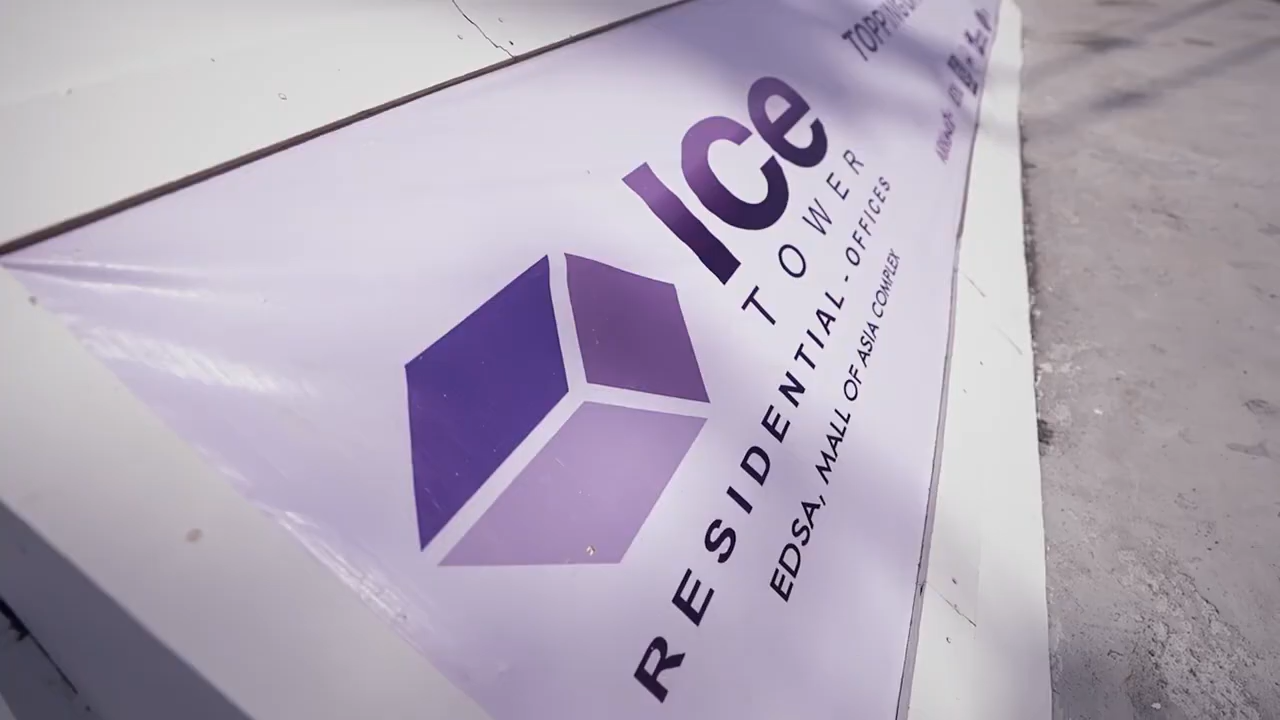 ICe
TOWER
RESIDENTIAL - OFFICES
EDSA, MALL OF ASIA COMPLEX